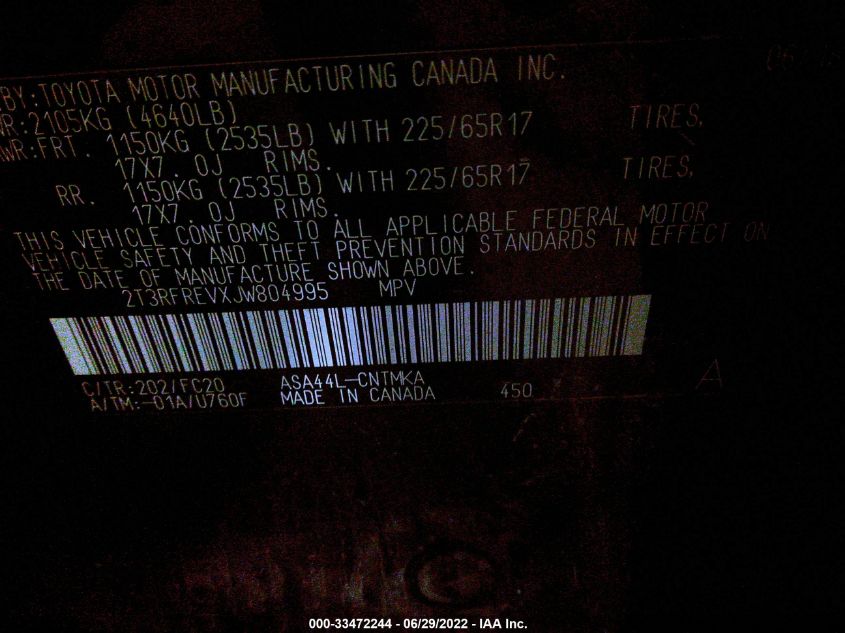 .BY:TOYOTA MOTOR MANUFACTURING CANADA INC.
WR:2105KG (4640LB)
WR:FRT. 1150KG (2535LB) WITH 225/65R17 TIRES,
17X7.0J RIMS.
RR. 1150KG (2535LB) WITH 225/65R17 TIRES,
17X7.0J RIMS.
THIS VEHICLE CONFORMS TO ALL APPLICABLE FEDERAL MOTOR
VEHICLE SAFETY AND THEFT PREVENTION STANDARDS IN EFFECT ON
THE DATE OF MANUFACTURE SHOWN ABOVE.
2T3RFREVXJW804995 MPV
C/TR:202/FC20 ASA44L-CNTMKA A
A/TM:-01A/U760F MADE IN CANADA 450
000-33472244 - 06/29/2022 - IAA Inc.